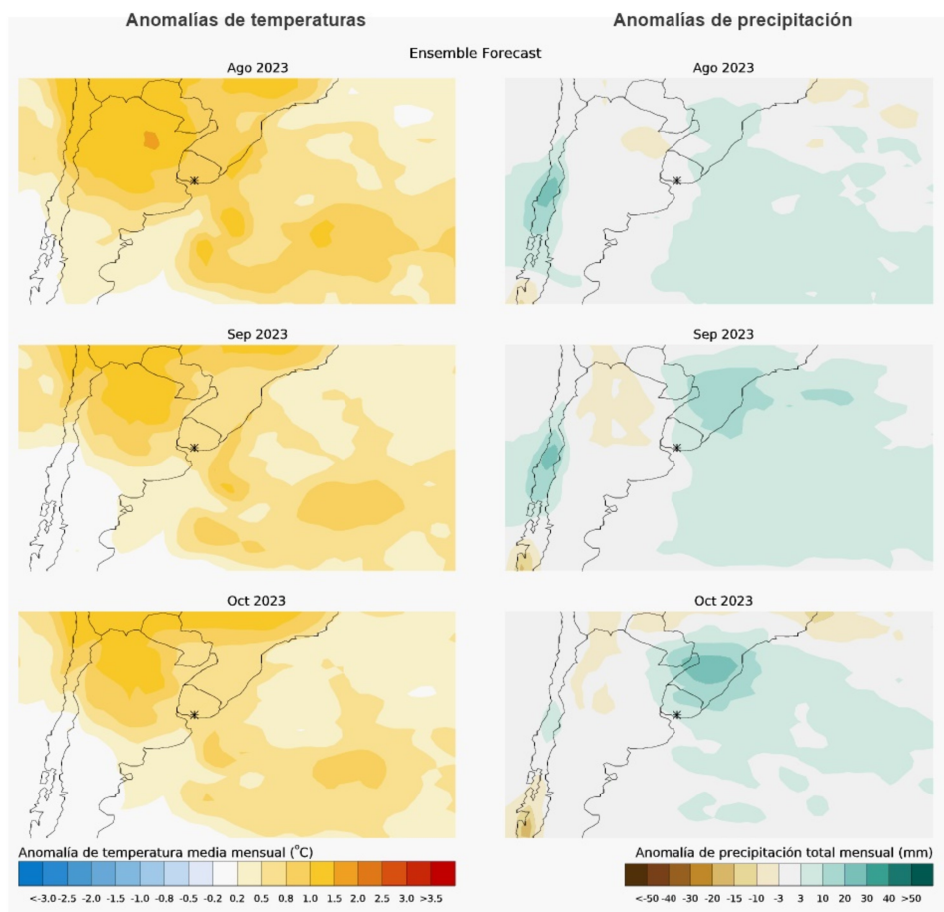 Anomalías de temperaturas
Anomalías de precipitación
Ensemble Forecast
Ago 2023
Ago 2023
Sep 2023
Sep 2023
Oct 2023
Oct 2023
Anomalía de temperatura media mensual (°C)
<-3.0 -2.5 -2.0 -1.5 -1.0 -0.8 -0.5 -0.2 0.2 0.5 0.8 1.0 1.5 2.0 2.5 3.0 >3.5
Anomalía de precipitación total mensual (mm)
<-50 -40 -30 -20 -15 -10 -3 3 10 20 30 40 >50